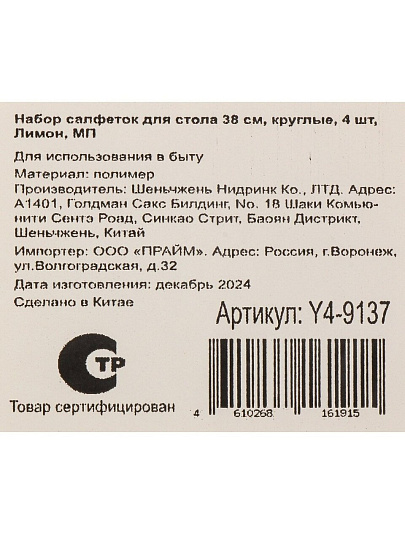 Набор салфеток для стола 38 см, круглые, 4 шт,
Лимон, МП
Для использования в быту
Материал: полимер
Производитель: Шеньчжень Нидринк Ко., ЛТД. Адрес:
А1401, Голдман Сакс Билдинг, No. 18 Шаки Комью-
нити Сентэ Роад, Синкао Стрит, Баоян Дистрикт,
Шеньчжень, Китай
Импортер: ООО «ПРАЙМ». Адрес: Россия, г.Воронеж,
ул.Волгоградская, д.32
Дата изготовления: декабрь 2024
Сделано в Китае
Артикул: Y4-9137
СТР
Товар сертифицирован
4 610268 161915